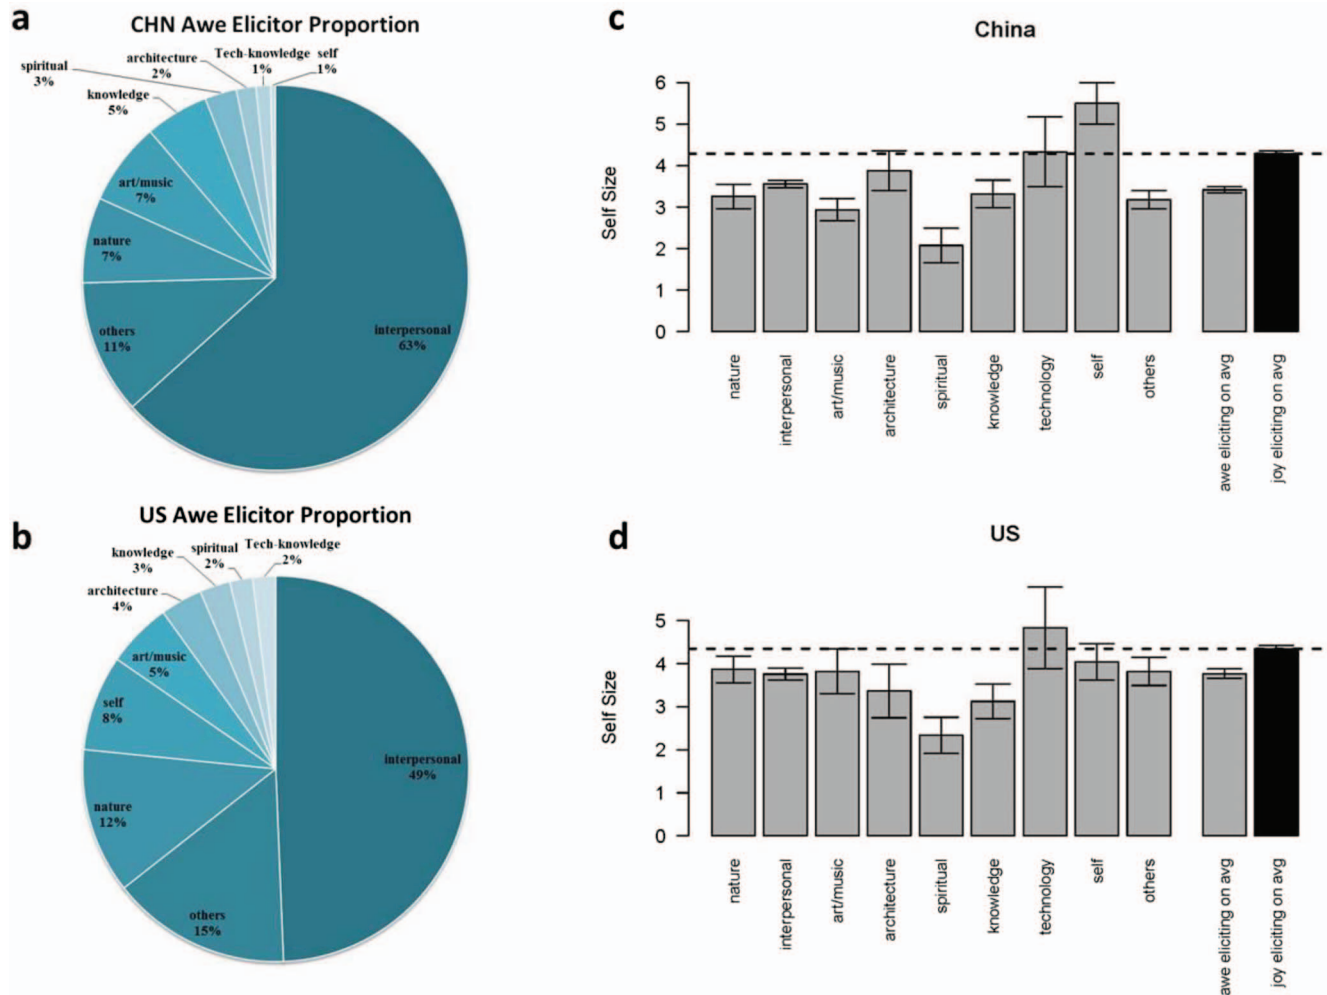 a
CHN Awe Elicitor Proportion
spiritual
3%
architecture
2%
Tech-knowledge
1%
self
1%
knowledge
5%
art/music
7%
nature
7%
others
11%
interpersonal
63%
b
US Awe Elicitor Proportion
knowledge
3%
spiritual
2%
Tech-knowledge
2%
architecture
4%
art/music
5%
self
8%
nature
12%
others
15%
interpersonal
49%
c
China
Self Size
6
5
4
3
2
1
0
nature
interpersonal
art/music
architecture
spiritual
knowledge
technology
self
others
awe eliciting on avg
joy eliciting on avg
d
US
Self Size
5
4
3
2
1
0
nature
interpersonal
art/music
architecture
spiritual
knowledge
technology
self
others
awe eliciting on avg
joy eliciting on avg